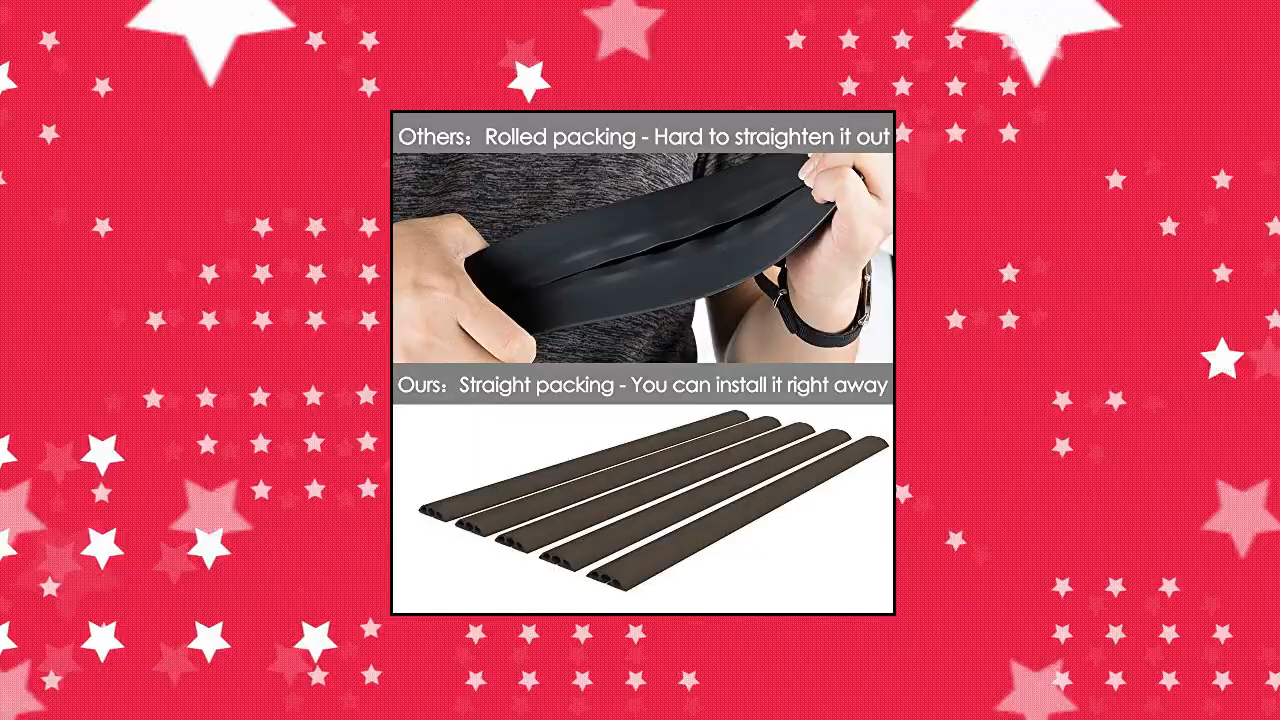 Others: Rolled packing - Hard to straighten it out
Ours: Straight packing - You can install it right away